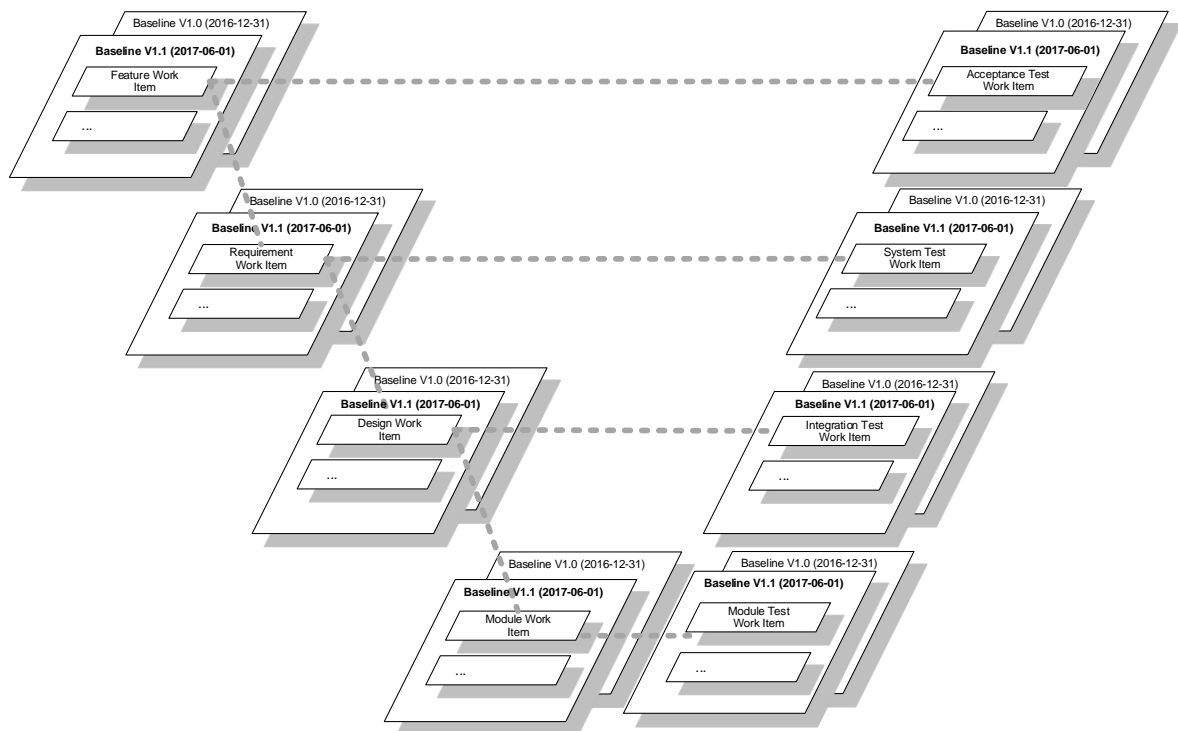 Baseline V1.0 (2016-12-31)
Baseline V1.1 (2017-06-01)
Feature Work
Item
...
Baseline V1.0 (2016-12-31)
Baseline V1.1 (2017-06-01)
Acceptance Test
Work Item
...
Baseline V1.0 (2016-12-31)
Baseline V1.1 (2017-06-01)
Requirement
Work Item
...
Baseline V1.0 (2016-12-31)
Baseline V1.1 (2017-06-01)
System Test
Work Item
...
Baseline V1.0 (2016-12-31)
Baseline V1.1 (2017-06-01)
Design Work
Item
...
Baseline V1.0 (2016-12-31)
Baseline V1.1 (2017-06-01)
Integration Test
Work Item
...
Baseline V1.0 (2016-12-31)
Baseline V1.1 (2017-06-01)
Module Work
Item
...
Baseline V1.0 (2016-12-31)
Baseline V1.1 (2017-06-01)
Module Test
Work Item
...